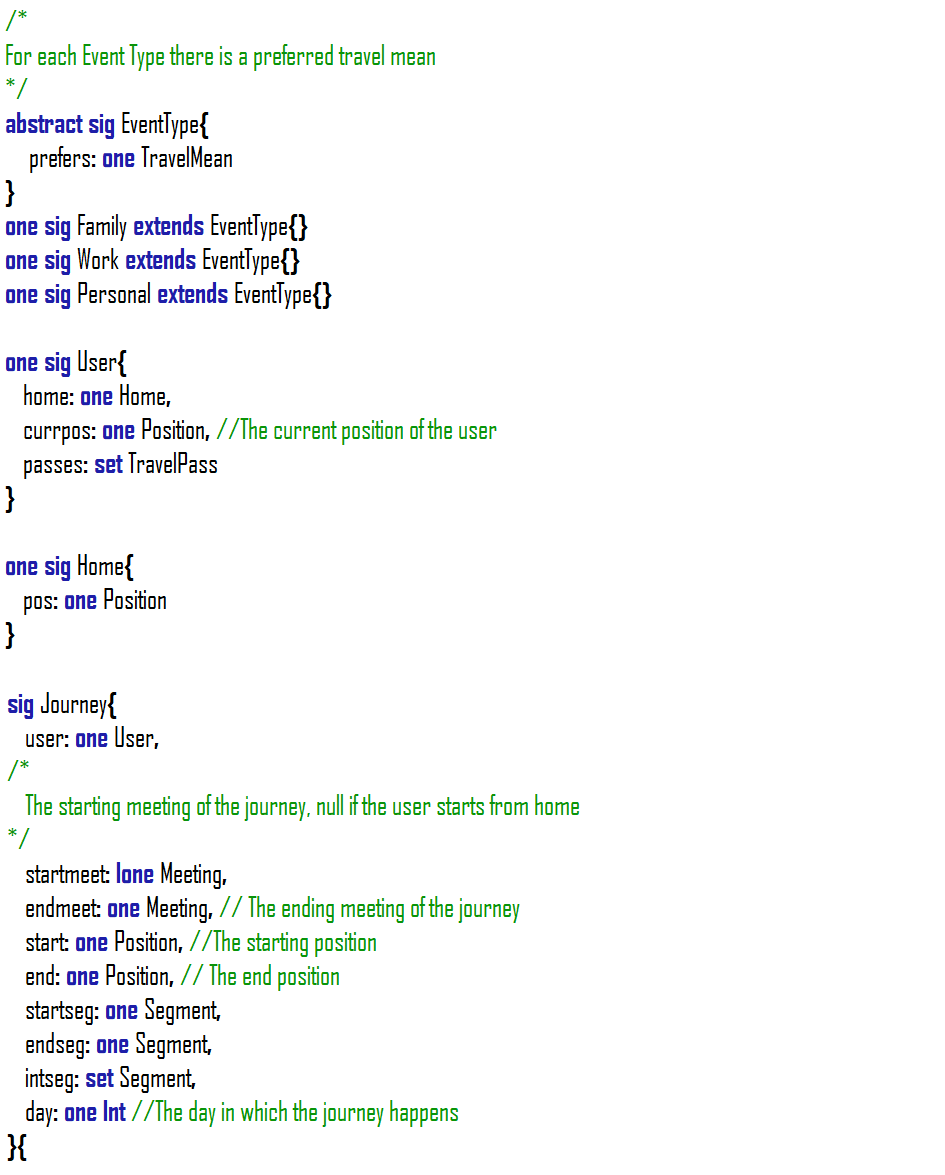 /*
For each Event Type there is a preferred travel mean
*/
abstract sig EventType{
    prefers: one TravelMean
}
one sig Family extends EventType{}
one sig Work extends EventType{}
one sig Personal extends EventType{}

one sig User{
   home: one Home,
   currpos: one Position, //The current position of the user
   passes: set TravelPass
}

one sig Home{
   pos: one Position
}

sig Journey{
   user: one User,
/*
   The starting meeting of the journey, null if the user starts from home
*/
   startmeet: lone Meeting,
   endmeet: one Meeting, // The ending meeting of the journey
   start: one Position, //The starting position
   end: one Position, // The end position
   startseg: one Segment,
   endseg: one Segment,
   intseg: set Segment,
   day: one Int //The day in which the journey happens
}{